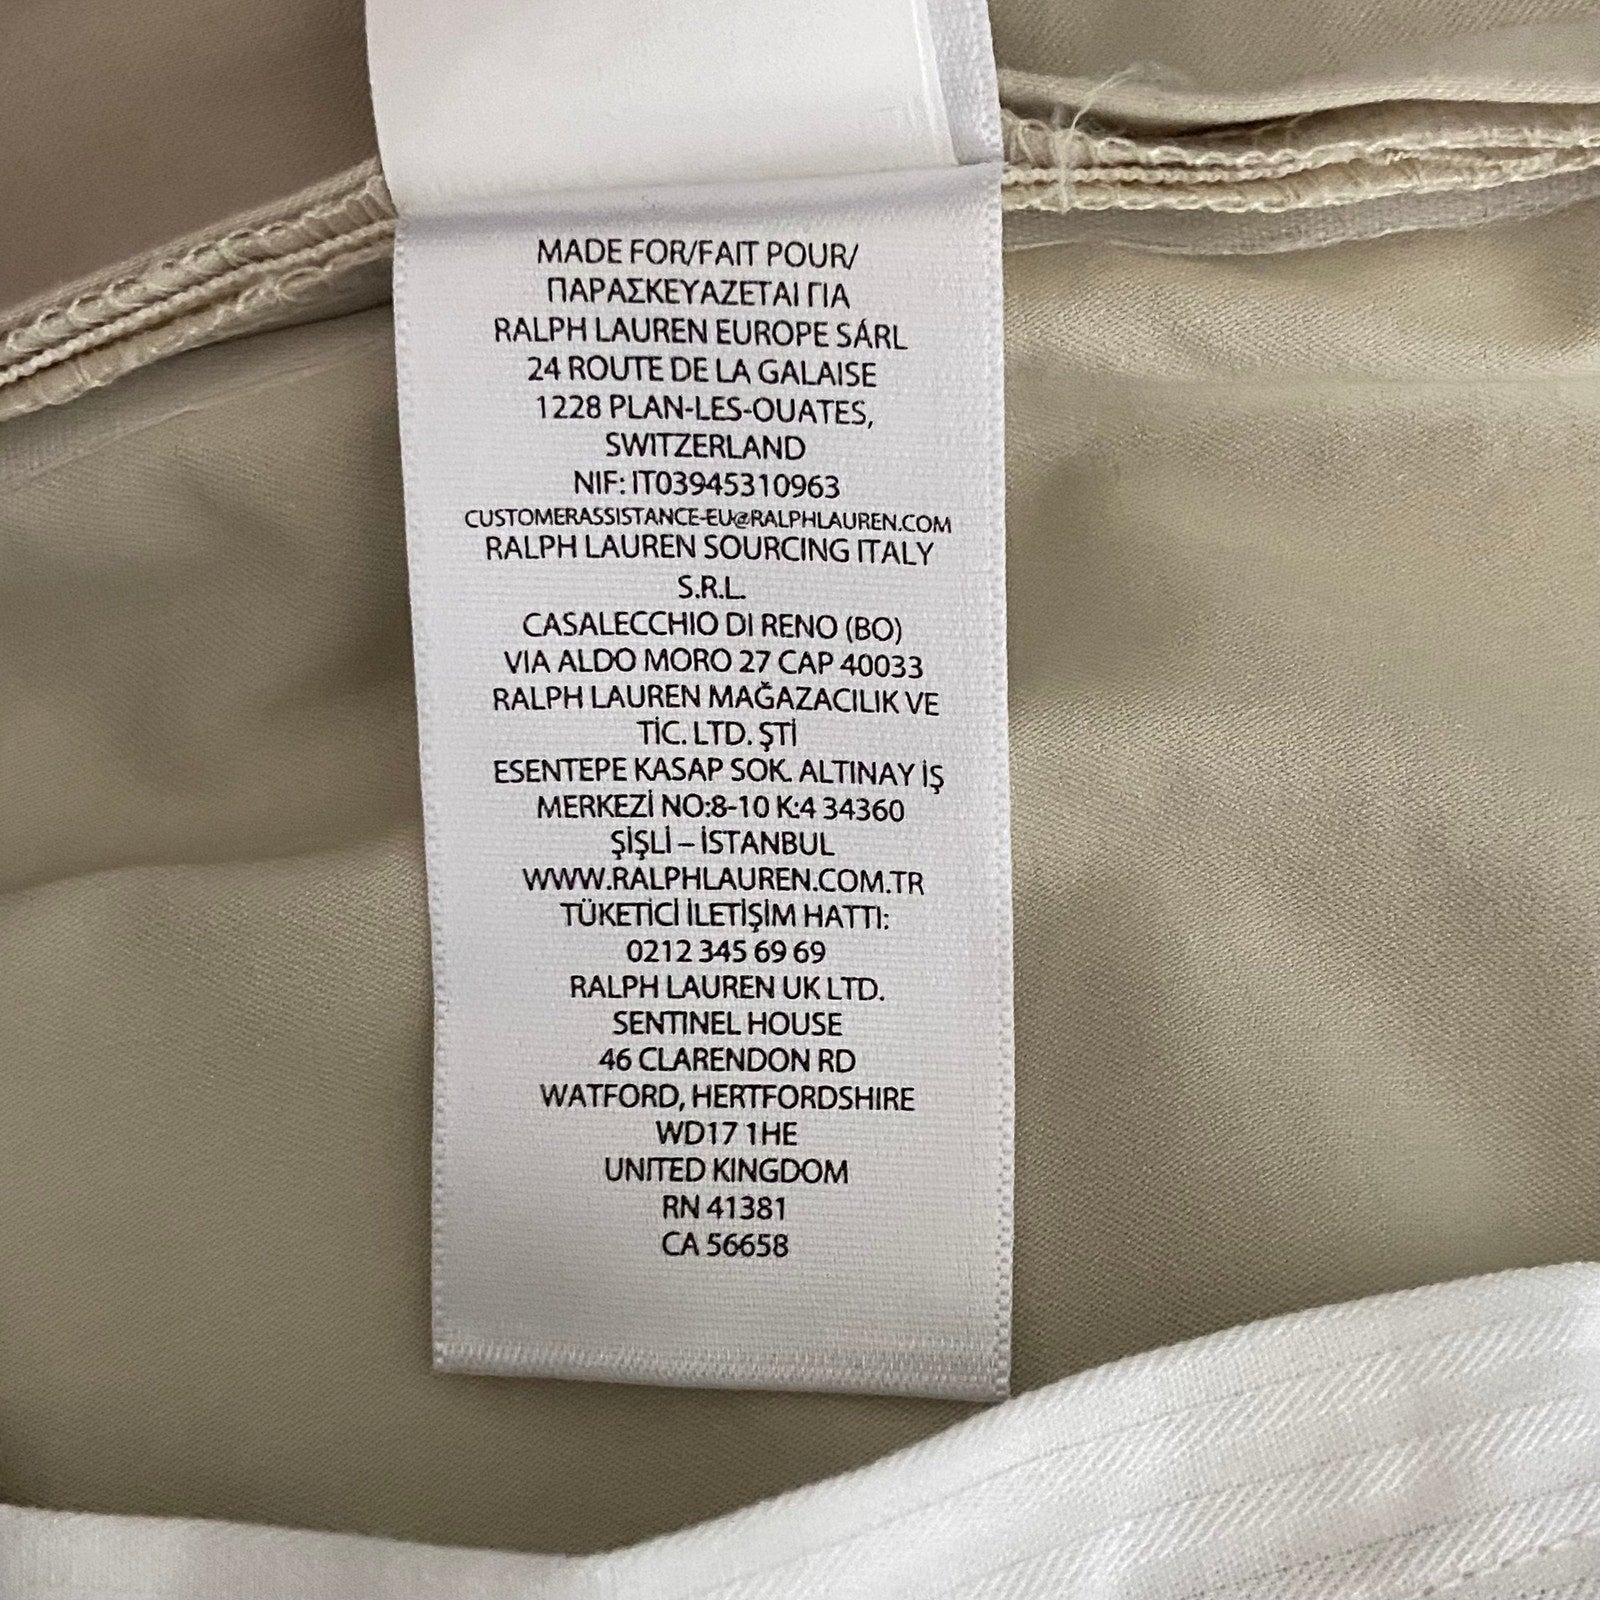 MADE FOR/FAIT POUR/
ΠΑΡΑΣΚΕΥΑΖΕΤΑΙ ΓΙΑ
RALPH LAUREN EUROPE SÁRL
24 ROUTE DE LA GALAISE
1228 PLAN-LES-OUATES,
SWITZERLAND
NIF: IT03945310963
CUSTOMERASSISTANCE-EU@RALPHLAUREN.COM
RALPH LAUREN SOURCING ITALY
S.R.L.
CASALECCHIO DI RENO (BO)
VIA ALDO MORO 27 CAP 40033
RALPH LAUREN MAĞAZACILIK VE
TİC. LTD. ŞTİ
ESENTEPE KASAP SOK. ALTINAY İŞ
MERKEZİ NO:8-10 K:4 34360
ŞİŞLİ – İSTANBUL
WWW.RALPHLAUREN.COM.TR
TÜKETİCİ İLETİŞİM HATTI:
0212 345 69 69
RALPH LAUREN UK LTD.
SENTINEL HOUSE
46 CLARENDON RD
WATFORD, HERTFORDSHIRE
WD17 1HE
UNITED KINGDOM
RN 41381
CA 56658